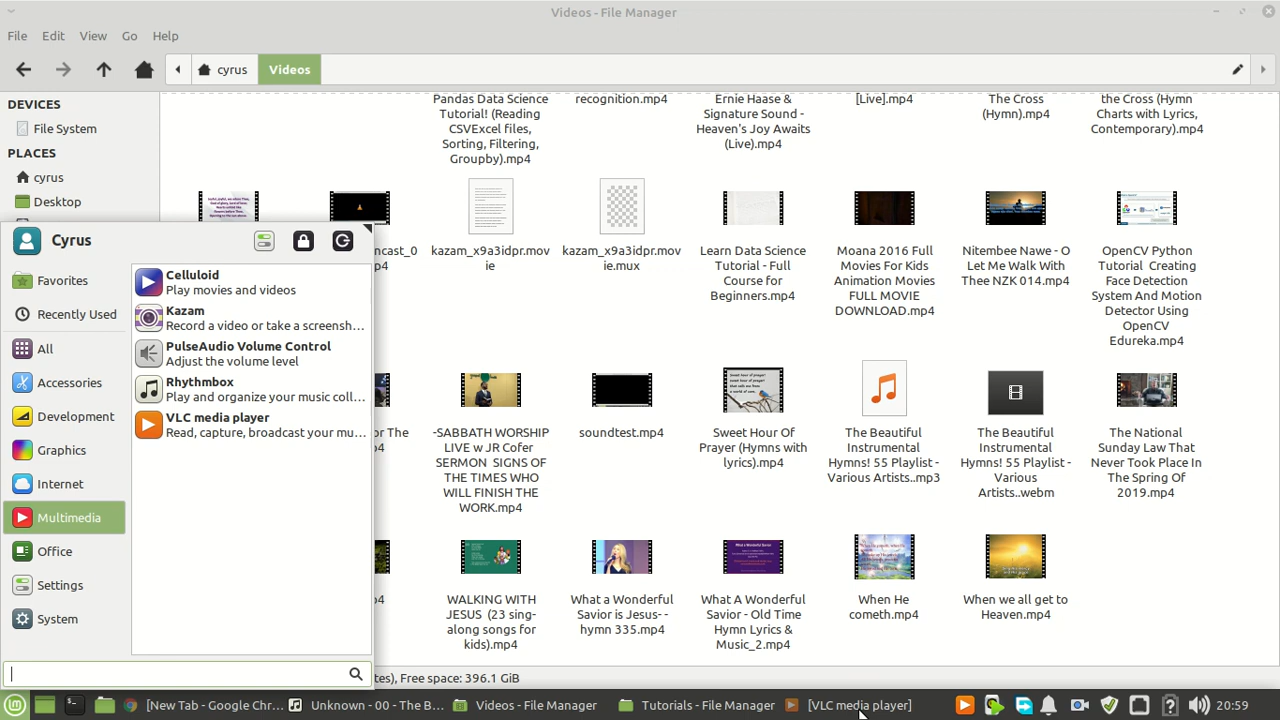 Videos - File Manager
File Edit View Go Help
cyrus Videos
DEVICES
File System
PLACES
cyrus
Desktop
Pandas Data Science
Tutorial! (Reading
CSVExcel files,
Sorting, Filtering,
Groupby).mp4
recognition.mp4
Ernie Haase &
Signature Sound -
Heaven's Joy Awaits
(Live).mp4
[Live].mp4
The Cross
(Hymn).mp4
the Cross (Hymn
Charts with Lyrics,
Contemporary).mp4
ncast_0
p4
kazam_x9a3idpr.mov
ie
kazam_x9a3idpr.mo
ie.mux
Learn Data Science
Tutorial - Full
Course for
Beginners.mp4
Moana 2016 Full
Movies For Kids
Animation Movies
FULL MOVIE
DOWNLOAD.mp4
Nitembee Nawe - O
Let Me Walk With
Thee NZK 014.mp4
OpenCV Python
Tutorial Creating
Face Detection
System And Motion
Detector Using
OpenCV
Edureka.mp4
or The
p4
-SABBATH WORSHIP
LIVE w JR Cofer
SERMON SIGNS OF
THE TIMES WHO
WILL FINISH THE
WORK.mp4
soundtest.mp4
Sweet Hour Of
Prayer (Hymns with
lyrics).mp4
The Beautiful
Instrumental
Hymns! 55 Playlist -
Various Artists..mp3
The Beautiful
Instrumental
Hymns! 55 Playlist -
Various
Artists..webm
The National
Sunday Law That
Never Took Place In
The Spring Of
2019.mp4
p4
WALKING WITH
JESUS (23 sing-
along songs for
kids).mp4
What a Wonderful
Savior is Jesus- -
hymn 335.mp4
What A Wonderful
Savior - Old Time
Hymn Lyrics &
Music_2.mp4
When He
cometh.mp4
When we all get to
Heaven.mp4
Cyrus
Favorites
Recently Used
All
Accessories
Development
Graphics
Internet
Multimedia
Office
Settings
System
Celluloid
Play movies and videos
Kazam
Record a video or take a screensh...
PulseAudio Volume Control
Adjust the volume level
Rhythmbox
Play and organize your music coll...
VLC media player
Read, capture, broadcast your mu...
tes), Free space: 396.1 GiB
[New Tab - Google Chr... Unknown - 00 - The B... Videos - File Manager Tutorials - File Manager [VLC media player] 20:59